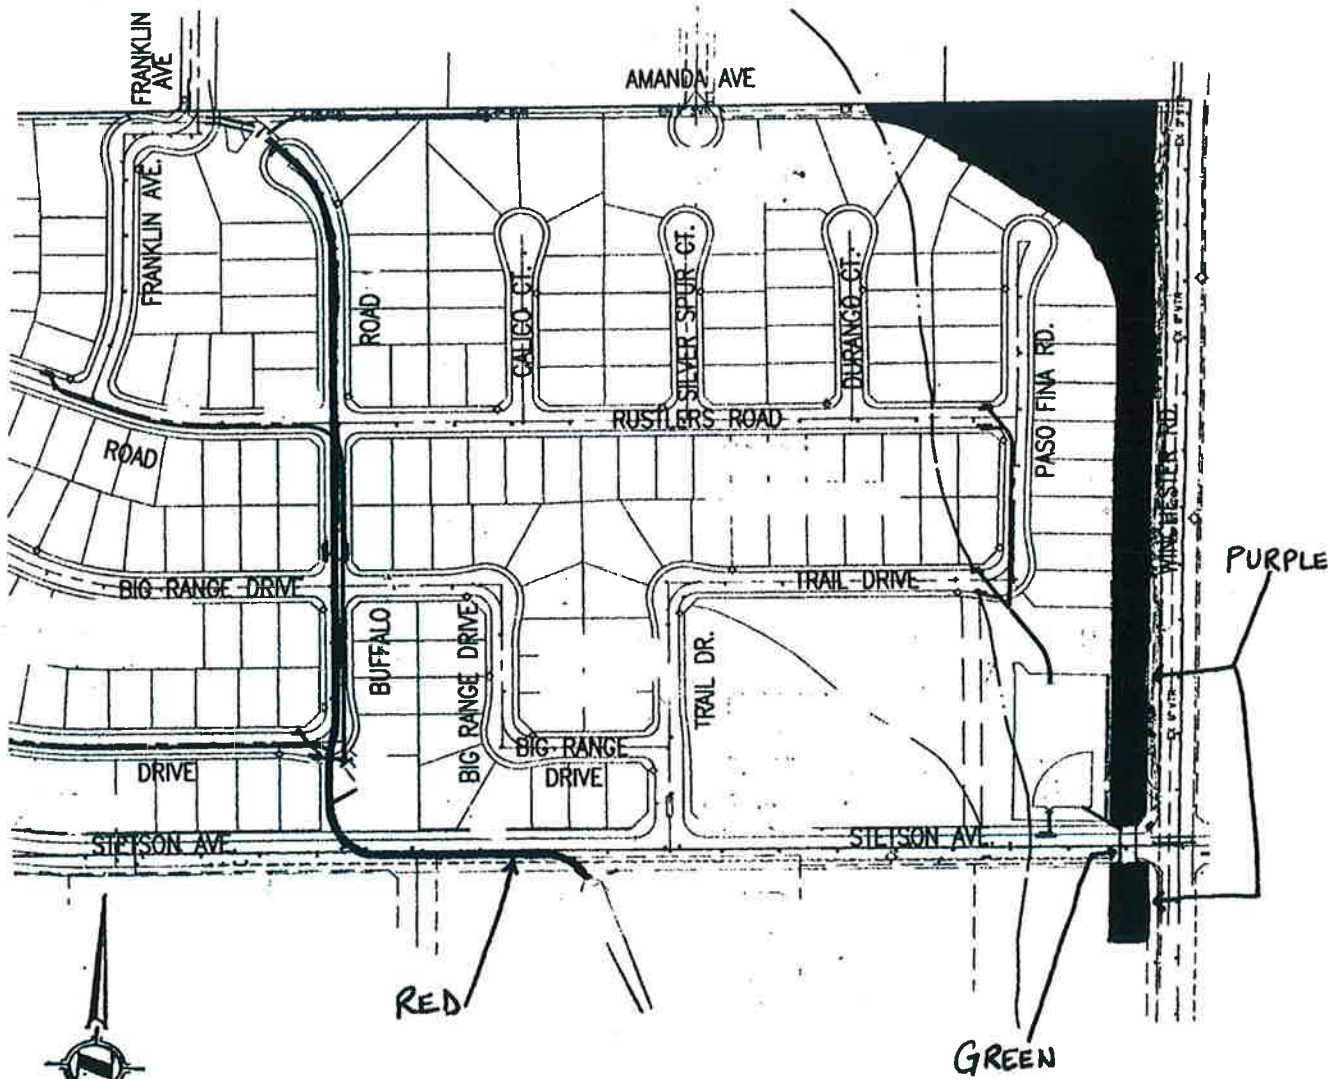 FRANKLIN
AVE
AMANDA AVE
FRANKLIN AVE.
ROAD
CALICO CT.
SILVER SPUR CT.
DURANGO CT.
PASO FINA RD.
RUSTLERS ROAD
ROAD
WINCHESTER RD.
PURPLE
BIG RANGE DRIVE
TRAIL DRIVE
BUFFALO
BIG RANGE DRIVE
TRAIL DR.
BIG RANGE
DRIVE
DRIVE
STETSON AVE.
STETSON AVE.
RED
GREEN